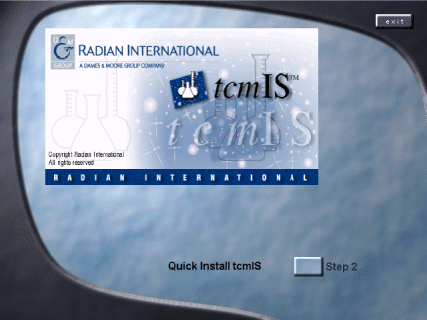 exit
D&M
GROUP
RADIAN INTERNATIONAL
A DAMES & MOORE GROUP COMPANY
tcmIS™
tcmIS
Copyright Radian International
All rights reserved
RADIAN INTERNATIONAL
Quick Install tcmIS
Step 2